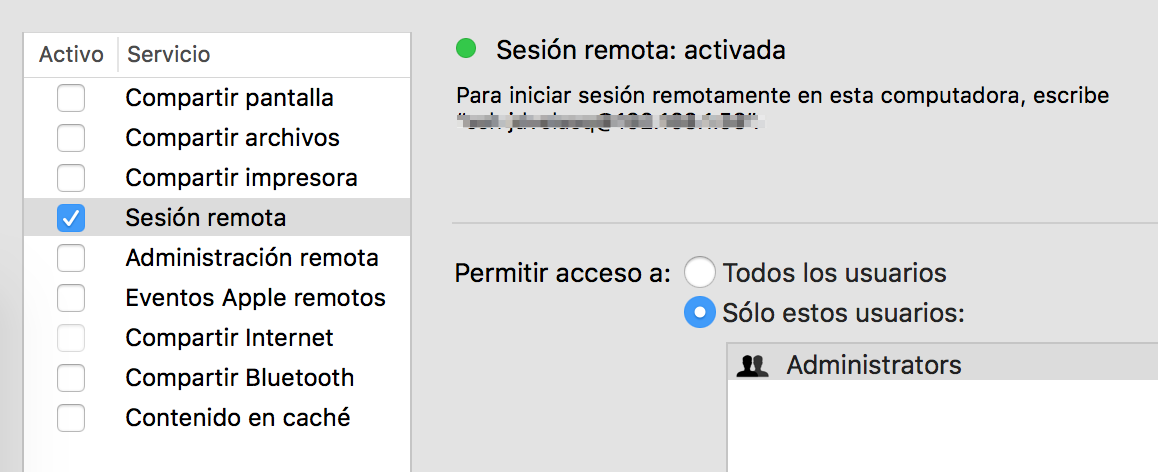 Activo Servicio
Compartir pantalla
Compartir archivos
Compartir impresora
Sesión remota
Administración remota
Eventos Apple remotos
Compartir Internet
Compartir Bluetooth
Contenido en caché
Sesión remota: activada
Para iniciar sesión remotamente en esta computadora, escribe
Permitir acceso a: Todos los usuarios
Sólo estos usuarios:
Administrators